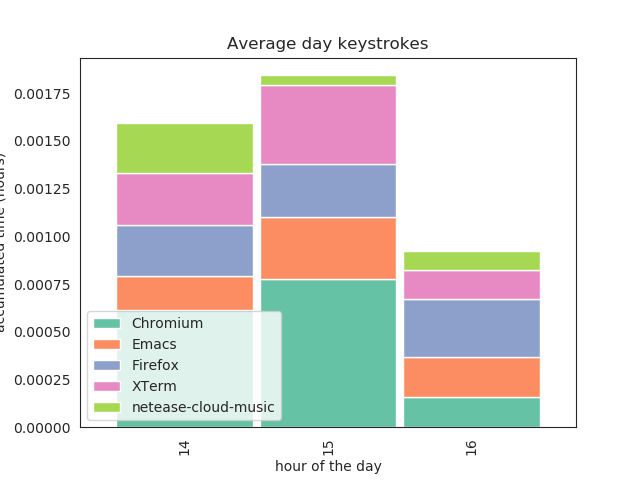 Average day keystrokes
accumulated time (hours)
0.00175
0.00150
0.00125
0.00100
0.00075
0.00050
0.00025
0.00000
Chromium
Emacs
Firefox
XTerm
netease-cloud-music
14
15
16
hour of the day